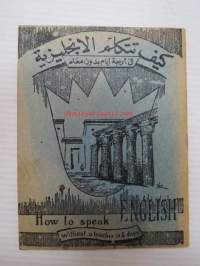 كيف تتكلم الانجليزية
في اربعة ايام بدون معلم
How to speak ENGLISH
Without a teacher in 4 days